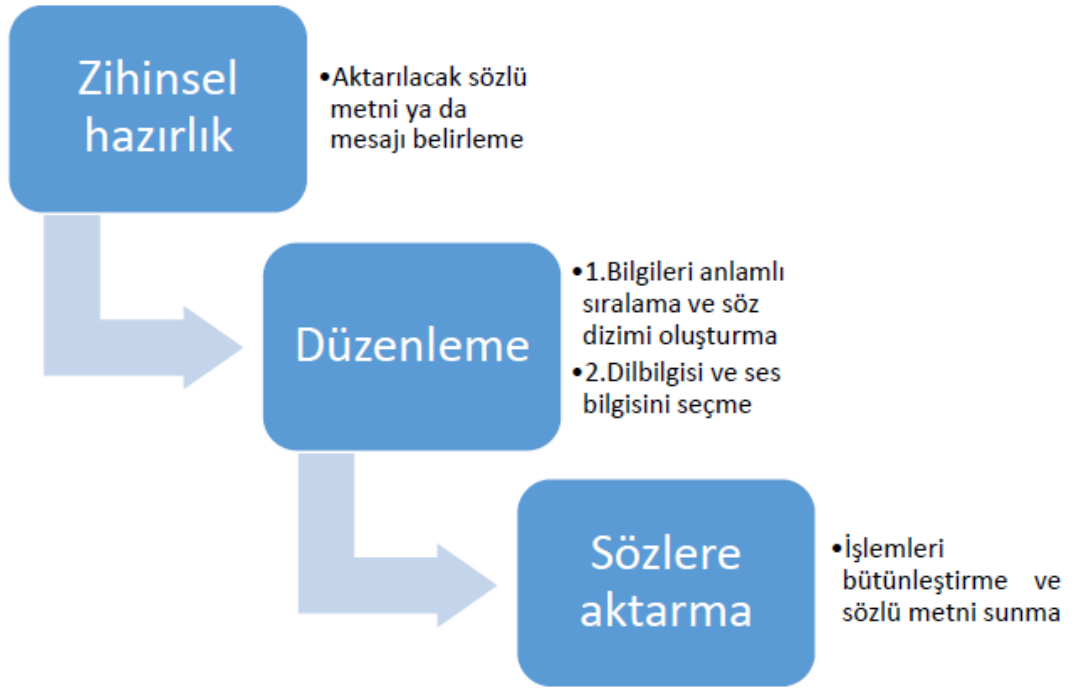 Zihinsel
hazırlık
•Aktarılacak sözlü
metni ya da
mesajı belirleme
Düzenleme
•1.Bilgileri anlamlı
sıralama ve söz
dizimi oluşturma
•2.Dilbilgisi ve ses
bilgisini seçme
Sözlere
aktarma
•İşlemleri
bütünleştirme ve
sözlü metni sunma